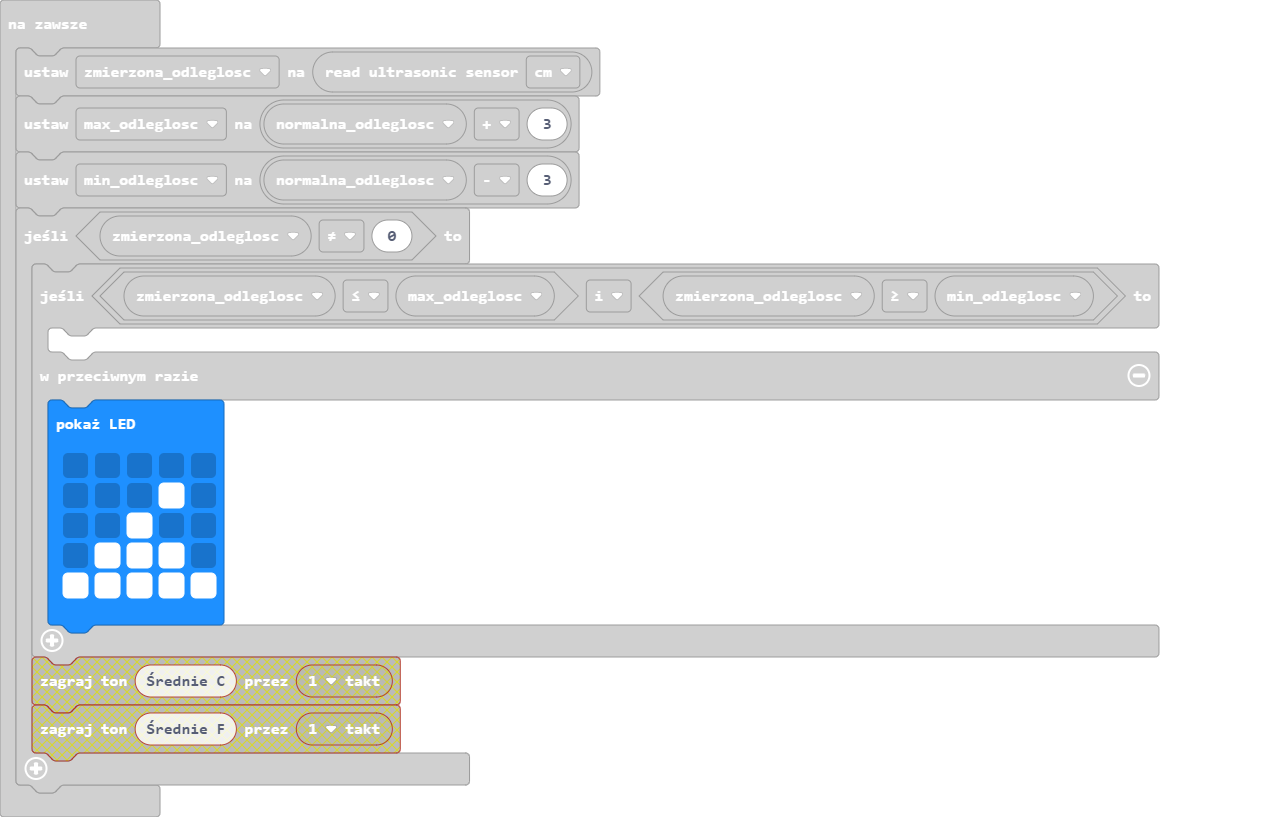 na zawsze
ustaw zmierzona_odleglosc na read ultrasonic sensor cm
ustaw max_odleglosc na normalna_odleglosc + 3
ustaw min_odleglosc na normalna_odleglosc - 3
jeśli zmierzona_odleglosc ≠ 0 to
jeśli zmierzona_odleglosc ≤ max_odleglosc i zmierzona_odleglosc ≥ min_odleglosc to
w przeciwnym razie
pokaż LED
zagraj ton Średnie C przez 1 takt
zagraj ton Średnie F przez 1 takt